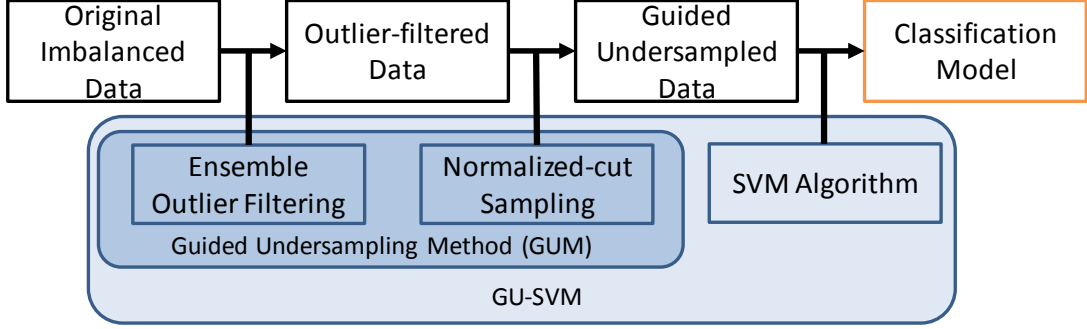 Original
Imbalanced
Data
Outlier-filtered
Data
Guided
Undersampled
Data
Classification
Model
Ensemble
Outlier Filtering
Normalized-cut
Sampling
SVM Algorithm
Guided Undersampling Method (GUM)
GU-SVM